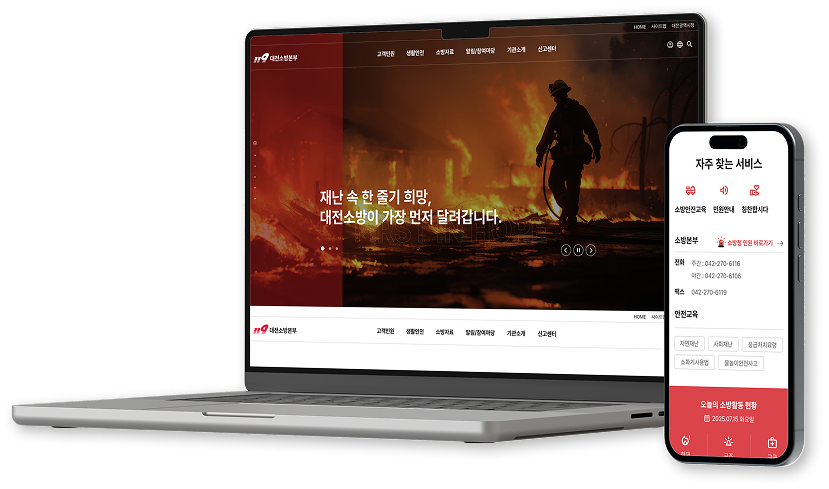 HOME 사이트맵 대전광역시청
119 대전소방본부
고객민원 생활안전 소방자료 알림/참여마당 기관소개 신고센터
재난 속 한 줄기 희망,
대전소방이 가장 먼저 달려갑니다.
HOME
119 대전소방본부
고객민원 생활안전 소방자료 알림/참여마당 기관소개 신고센터
자주 찾는 서비스
소방안전교육 민원안내 칭찬합시다
소방본부 소방청 민원 바로가기
전화 주간 : 042-270-6116
야간 : 042-270-6106
팩스 042-270-6119
안전교육
자연재난 사회재난 응급처치요령
소화기사용법 물놀이안전사고
오늘의 소방활동 현황
2025.07.15 화요일